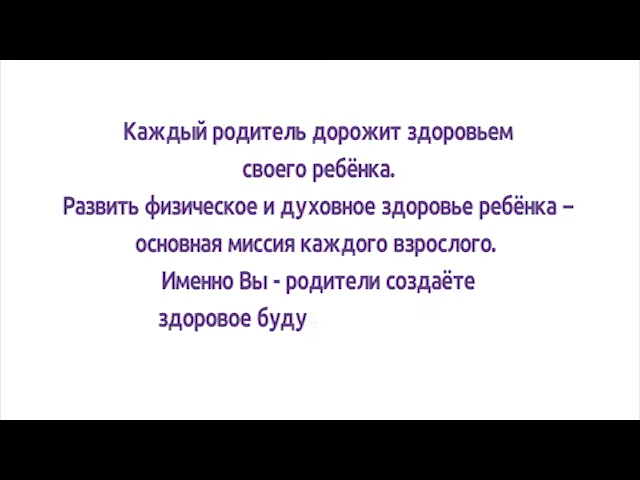 Каждый родитель дорожит здоровьем
своего ребёнка.
Развить физическое и духовное здоровье ребёнка –
основная миссия каждого взрослого.
Именно Вы - родители создаёте
здоровое буду